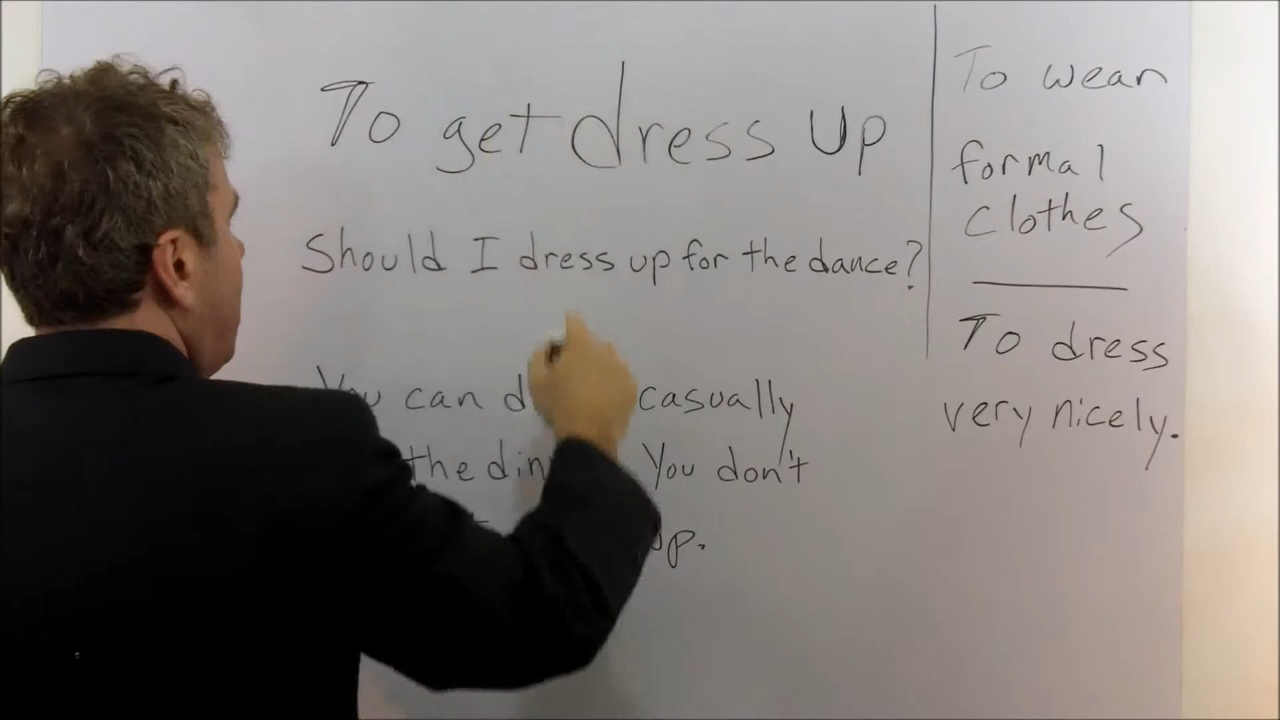 To get dress up
Should I dress up for the dance?
You can casually
the You don't
up.
To wear
formal
clothes
To dress
very nicely.